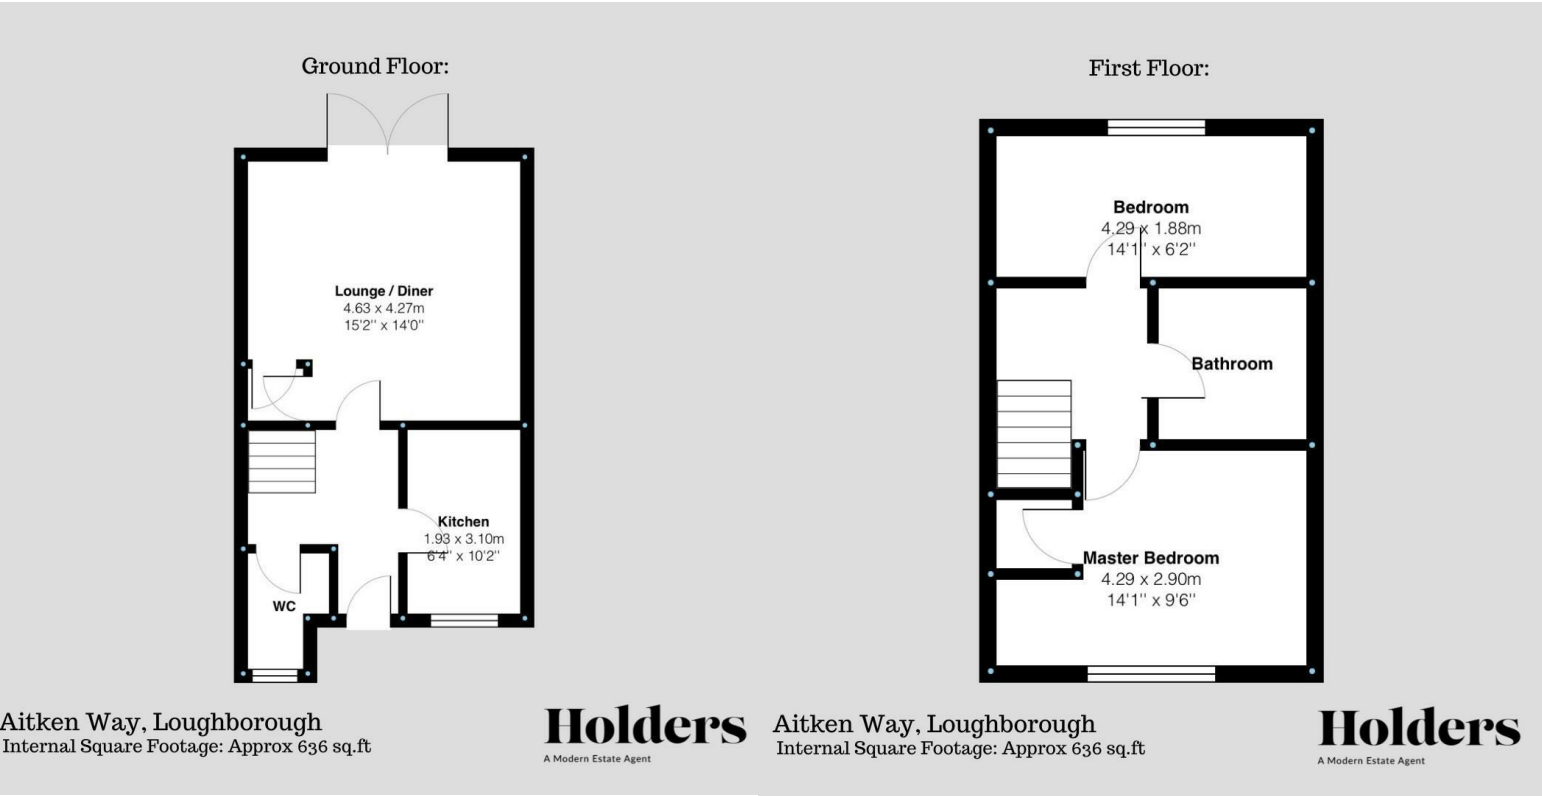 Ground Floor:
Lounge / Diner
4.63 x 4.27m
15'2'' x 14'0''
Kitchen
1.93 x 3.10m
6'4'' x 10'2''
WC
Aitken Way, Loughborough
Internal Square Footage: Approx 636 sq.ft
Holders
A Modern Estate Agent
First Floor:
Bedroom
4.29 x 1.88m
14'1'' x 6'2''
Bathroom
Master Bedroom
4.29 x 2.90m
14'1'' x 9'6''
Aitken Way, Loughborough
Internal Square Footage: Approx 636 sq.ft
Holders
A Modern Estate Agent